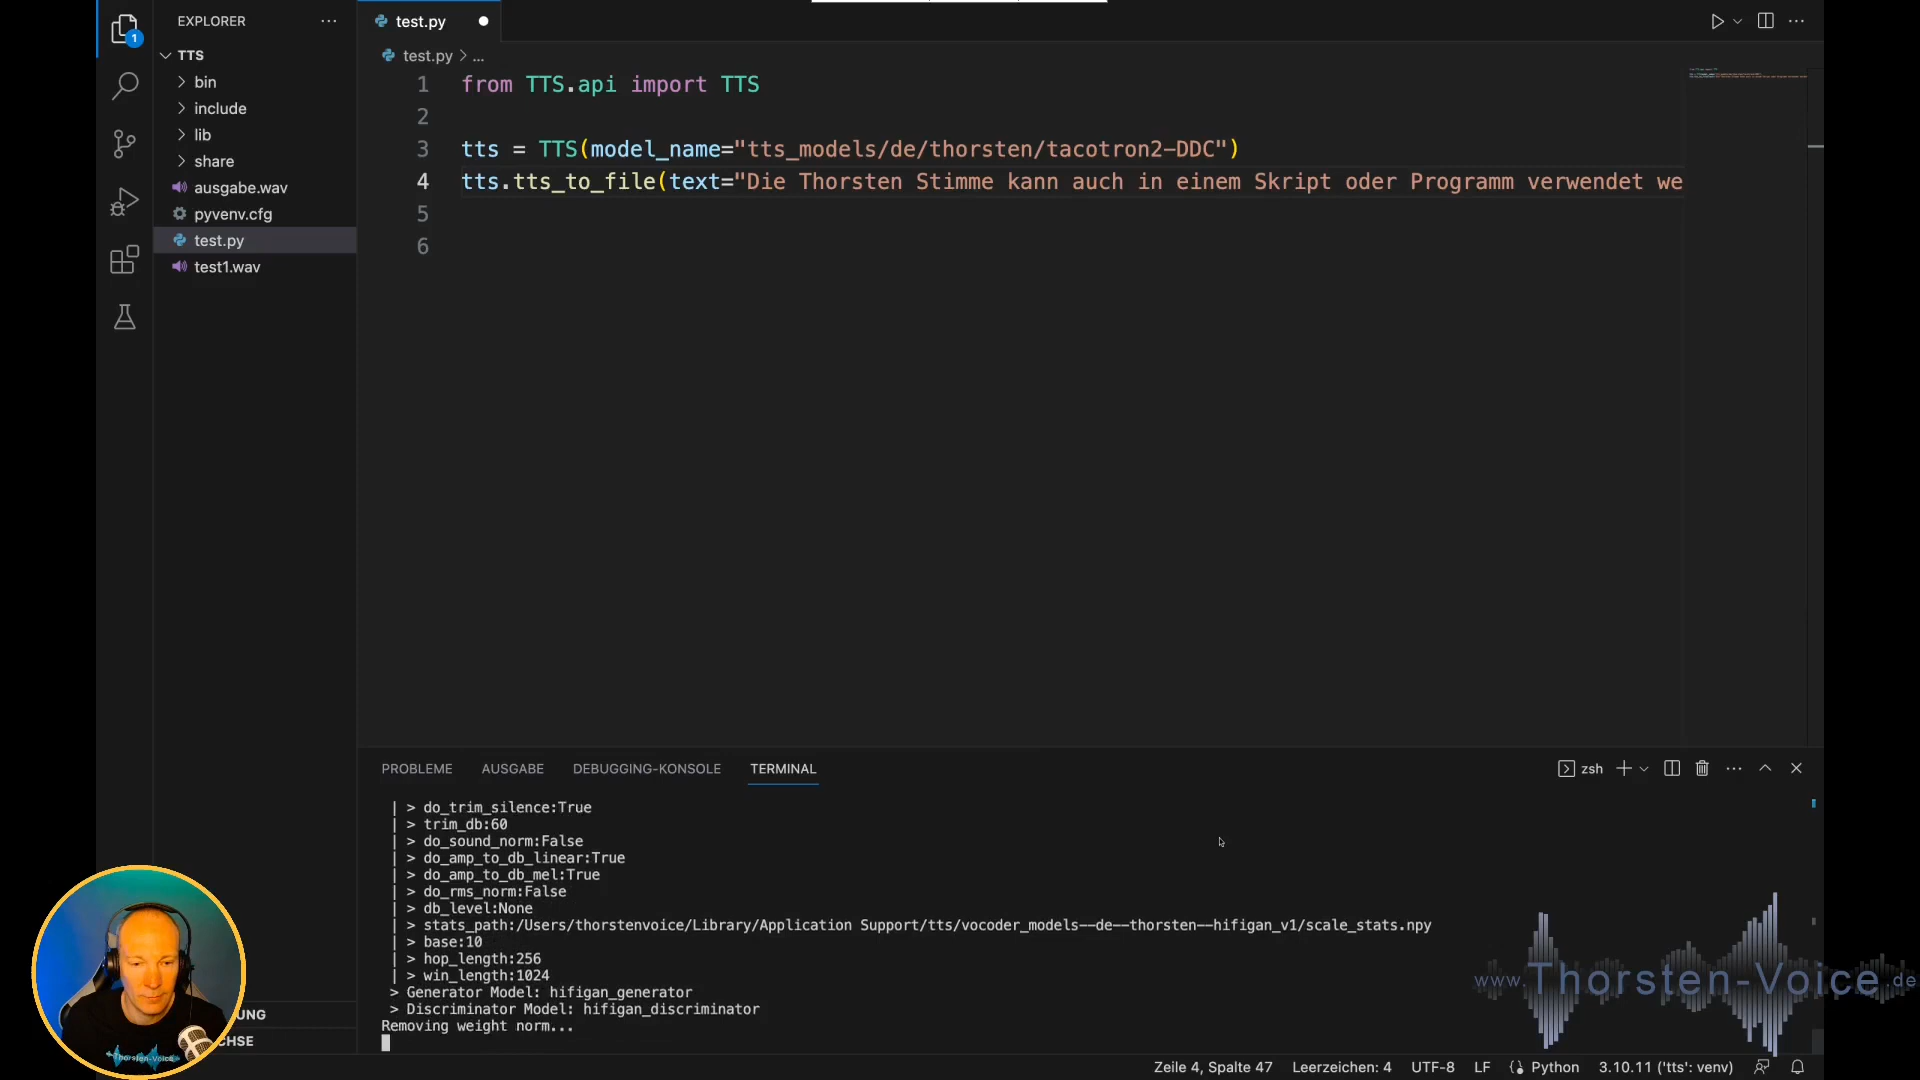 EXPLORER
TTS
bin
include
lib
share
ausgabe.wav
pyvenv.cfg
test.py
test1.wav
1
test.py
test.py > ...
1 from TTS.api import TTS
2
3 tts = TTS(model_name="tts_models/de/thorsten/tacotron2-DDC")
4 tts.tts_to_file(text="Die Thorsten Stimme kann auch in einem Skript oder Programm verwendet we
5
6
PROBLEME AUSGABE DEBUGGING-KONSOLE TERMINAL
zsh
| > do_trim_silence:True
| > trim_db:60
| > do_sound_norm:False
| > do_amp_to_db_linear:True
| > do_amp_to_db_mel:True
| > do_rms_norm:False
| > db_level:None
| > stats_path:/Users/thorstenvoice/Library/Application Support/tts/vocoder_models--de--thorsten--hifigan_v1/scale_stats.npy
| > base:10
| > hop_length:256
| > win_length:1024
> Generator Model: hifigan_generator
> Discriminator Model: hifigan_discriminator
Removing weight norm...
UNG
CHSE
Thorsten-Voice
www.Thorsten-Voice.de
Zeile 4, Spalte 47 Leerzeichen: 4 UTF-8 LF Python 3.10.11 ('tts': venv)